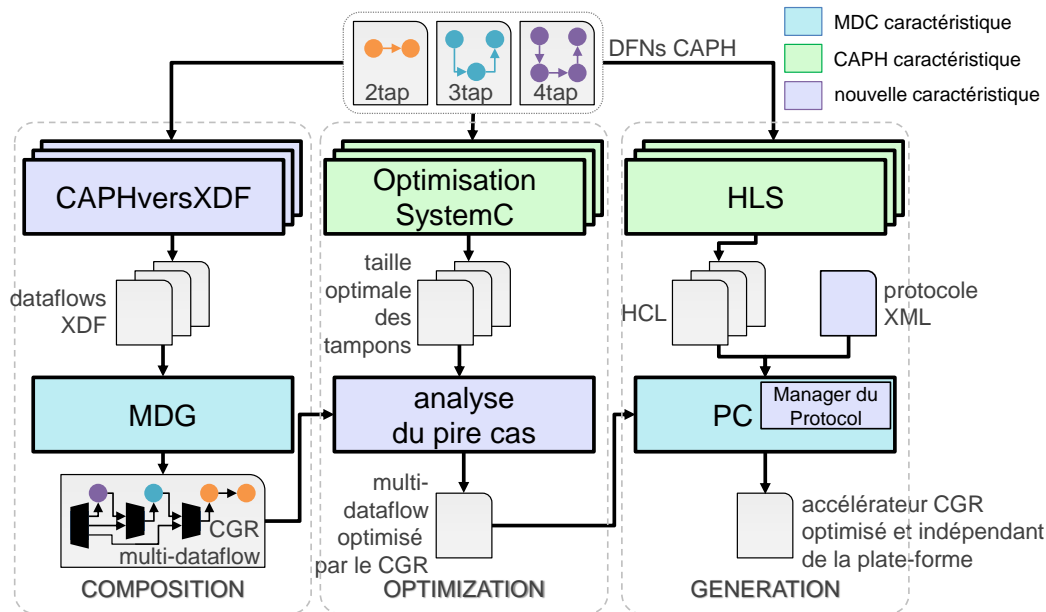 MDC caractéristique
CAPH caractéristique
nouvelle caractéristique
DFNs CAPH
2tap
3tap
4tap
CAPHversXDF
Optimisation
SystemC
HLS
dataflows
XDF
taille
optimale
des
tampons
HCL
protocole
XML
MDG
analyse
du pire cas
PC
Manager du
Protocol
CGR
multi-dataflow
multi-
dataflow
optimisé
par le CGR
accélérateur CGR
optimisé et indépendant
de la plate-forme
COMPOSITION
OPTIMIZATION
GENERATION